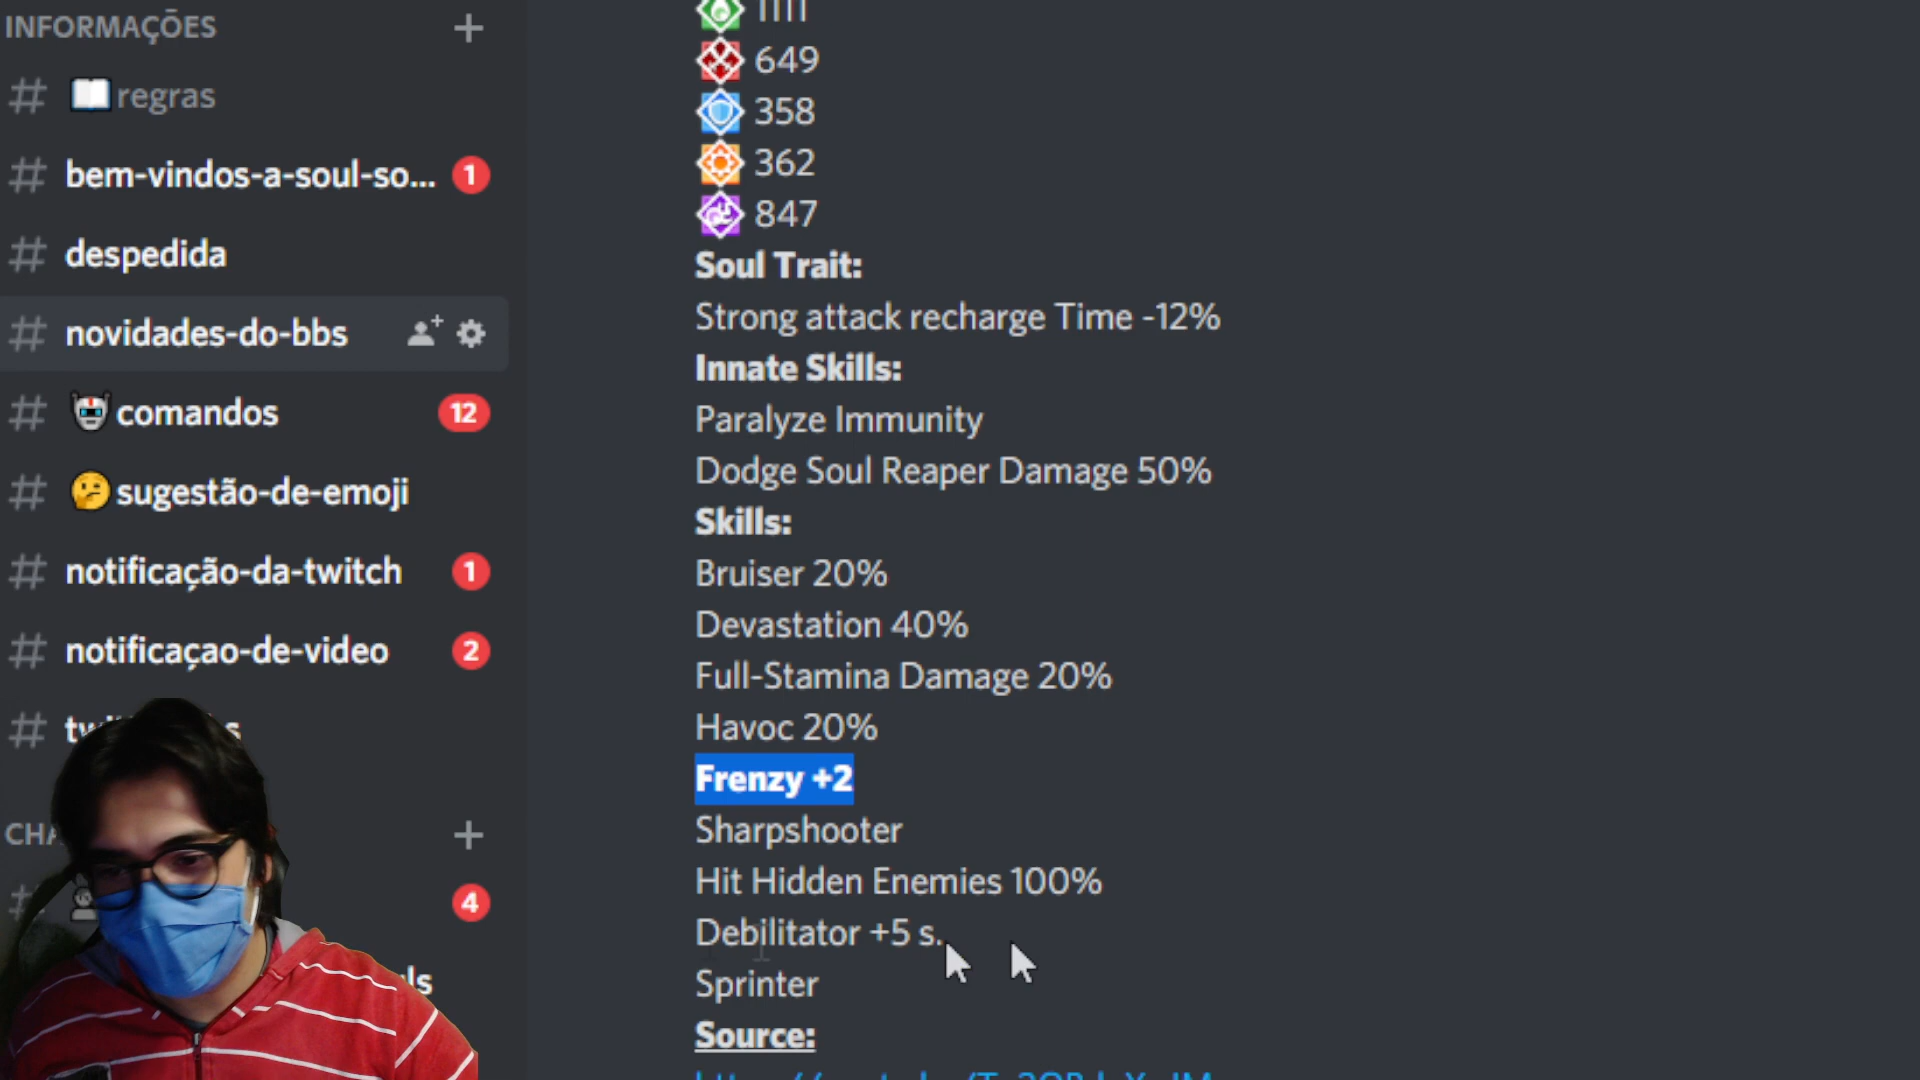 INFORMAÇÕES
regras
bem-vindos-a-soul-so...
1
despedida
novidades-do-bbs
comandos
12
sugestão-de-emoji
notificação-da-twitch
1
notificaçao-de-video
2
4
1111
649
358
362
847
Soul Trait:
Strong attack recharge Time -12%
Innate Skills:
Paralyze Immunity
Dodge Soul Reaper Damage 50%
Skills:
Bruiser 20%
Devastation 40%
Full-Stamina Damage 20%
Havoc 20%
Frenzy +2
Sharpshooter
Hit Hidden Enemies 100%
Debilitator +5 s.
Sprinter
Source: